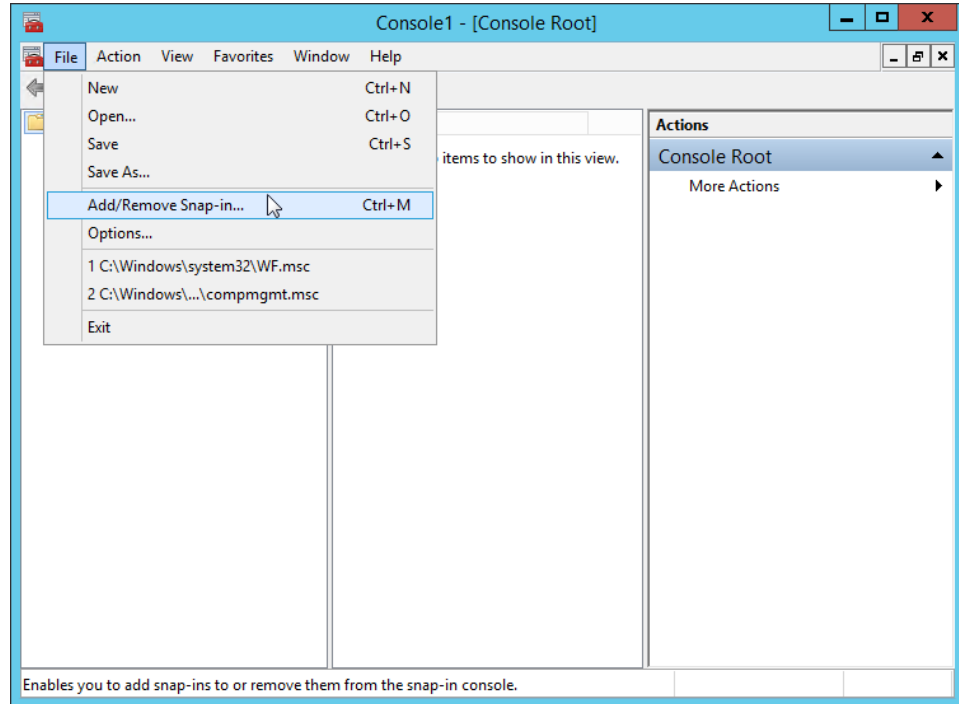 Console1 - [Console Root]
File Action View Favorites Window Help
New Ctrl+N
Open... Ctrl+O
Save Ctrl+S
Save As...
Add/Remove Snap-in... Ctrl+M
Options...
1 C:\Windows\system32\WF.msc
2 C:\Windows\...\compmgmt.msc
Exit
items to show in this view.
Actions
Console Root
More Actions
Enables you to add snap-ins to or remove them from the snap-in console.